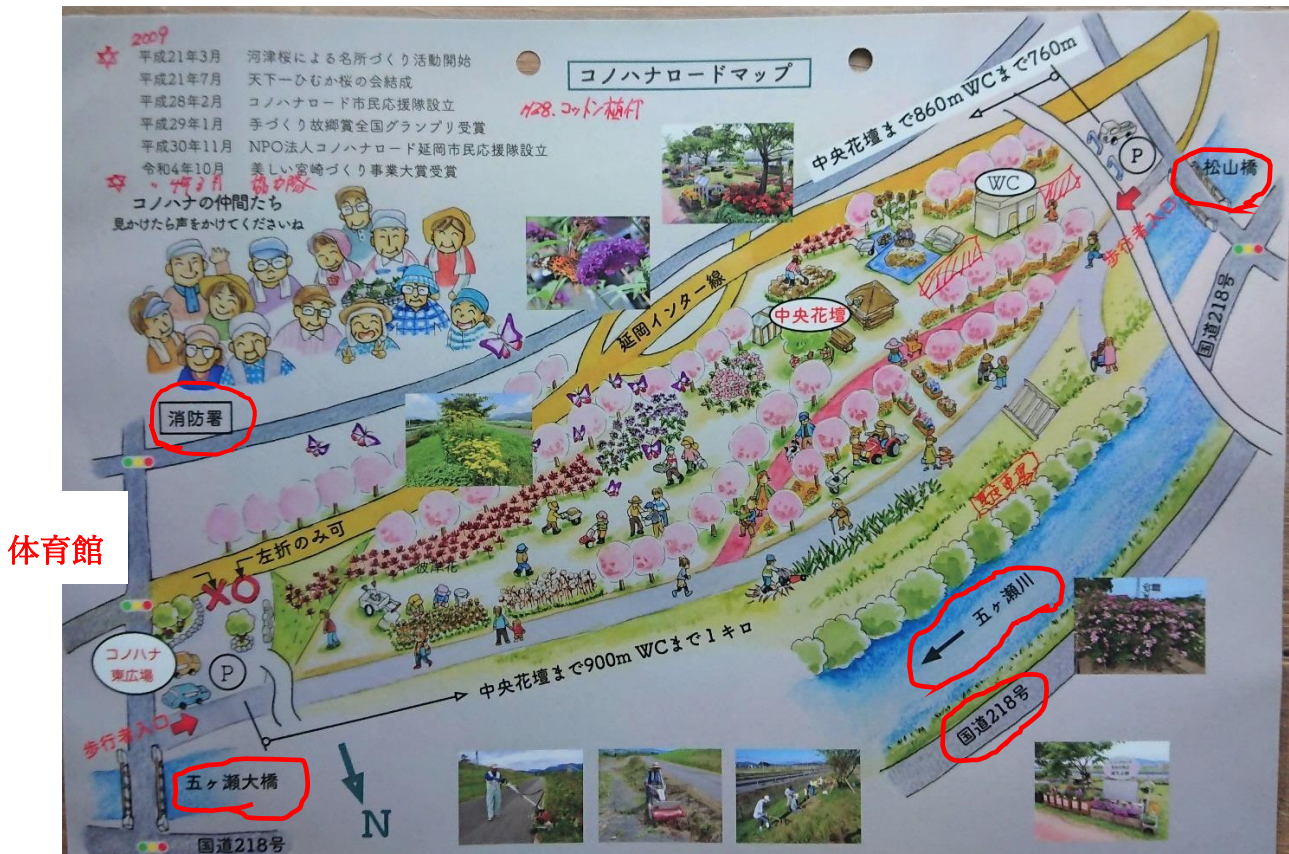 2009
平成21年3月 河津桜による名所づくり活動開始
平成21年7月 天下一ひむか桜の会結成
平成28年2月 コノハナロード市民応援隊設立
平成29年1月 手づくり故郷賞全国グランプリ受賞
平成30年11月 NPO法人コノハナロード延岡市民応援隊設立
令和4年10月 美しい宮崎づくり事業大賞受賞
コノハナの仲間たち
見かけたら声をかけてくださいね
コノハナロードマップ
H28.コットン植付
中央花壇まで860m WCまで760m
P
松山橋
WC
歩行者入口
国道218号
延岡インター線
中央花壇
消防署
体育館
左折のみ可
彼岸花
五ヶ瀬川
国道218号
コノハナ
東広場
P
中央花壇まで900m WCまで1キロ
歩行者入口
五ヶ瀬大橋
N
国道218号